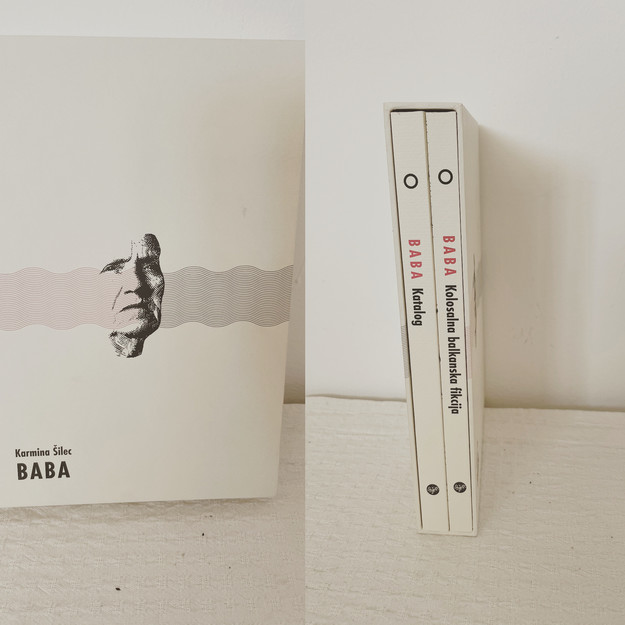 Karmina Šilec
BABA
BABA Katalog
BABA Kolosalna balkanska fikcija